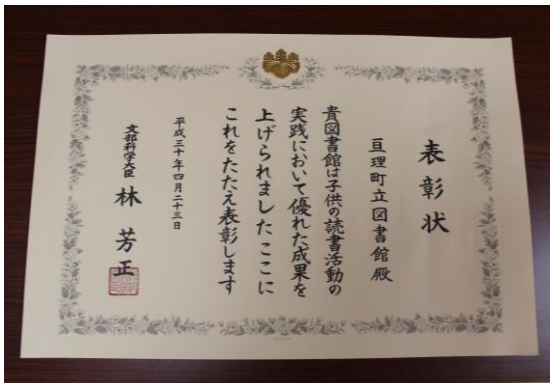 表彰状
亘理町立図書館殿
貴図書館は子供の読書活動の
実践において優れた成果を
上げられましたここに
これをたたえ表彰します
平成三十年四月二十三日
文部科学大臣 林芳正